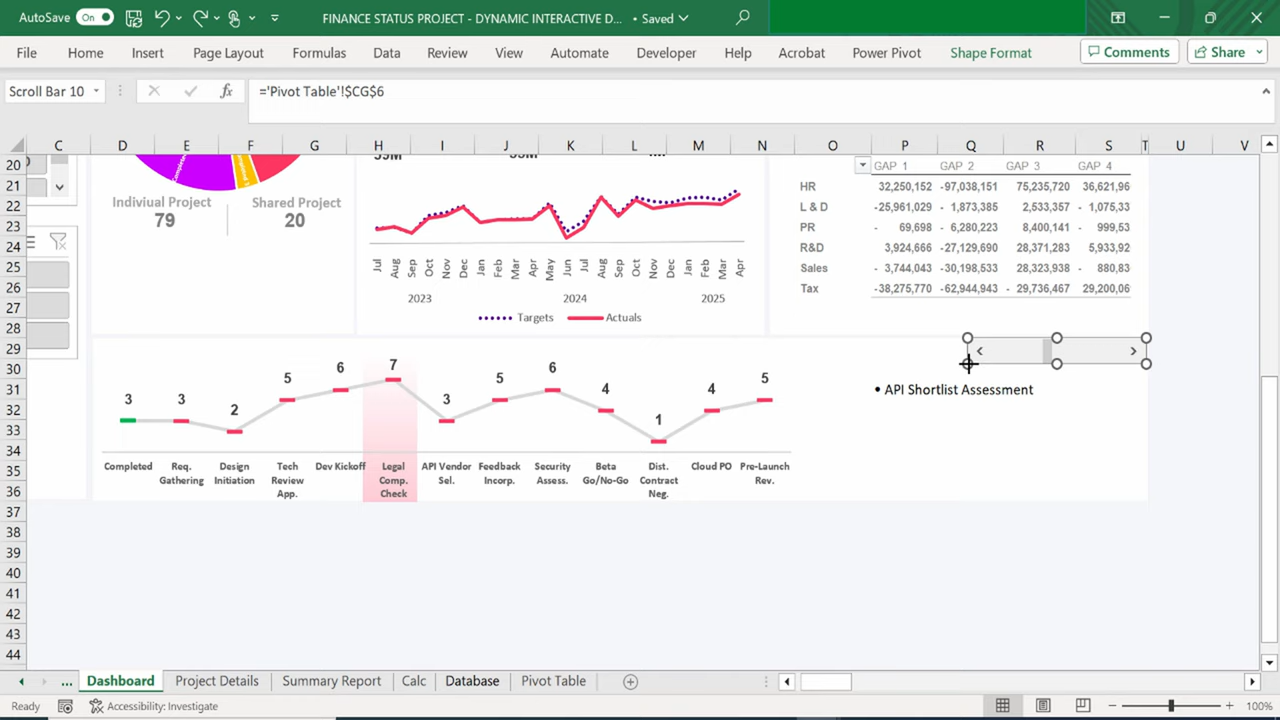 AutoSave On FINANCE STATUS PROJECT - DYNAMIC INTERACTIVE D... • Saved
File Home Insert Page Layout Formulas Data Review View Automate Developer Help Acrobat Power Pivot Shape Format Comments Share
Scroll Bar 10 fx ='Pivot Table'!$CG$6
C D E F G H I J K L M N O P Q R S T U V
20 GAP 1 GAP 2 GAP 3 GAP 4
21 HR 32,250,152 -97,038,151 75,235,720 36,621,96
22 Indiviual Project Shared Project L & D -25,961,029 - 1,873,385 2,533,357 - 1,075,33
23 79 20 PR - 69,698 - 6,280,223 8,400,141 - 999,53
24 R&D 3,924,666 -27,129,690 28,371,283 5,933,92
25 Jul Aug Sep Oct Nov Dec Jan Feb Mar Apr May Jun Jul Aug Sep Oct Nov Dec Jan Feb Mar Apr
26 Sales - 3,744,043 -30,198,533 28,323,938 - 880,83
27 2023 2024 2025 Tax -38,275,770 -62,944,943 - 29,736,467 29,200,06
28 Targets Actuals
29
30 3 3 2 5 6 7 3 5 6 4 1 4 5
31 • API Shortlist Assessment
32
33
34
35 Completed Req. Gathering Design Initiation Tech Review App. Dev Kickoff Legal Comp. Check API Vendor Sel. Feedback Incorp. Security Assess. Beta Go/No-Go Dist. Contract Neg. Cloud PO Pre-Launch Rev.
36
37
38
39
40
41
42
43
44
... Dashboard Project Details Summary Report Calc Database Pivot Table
Ready Accessibility: Investigate 100%